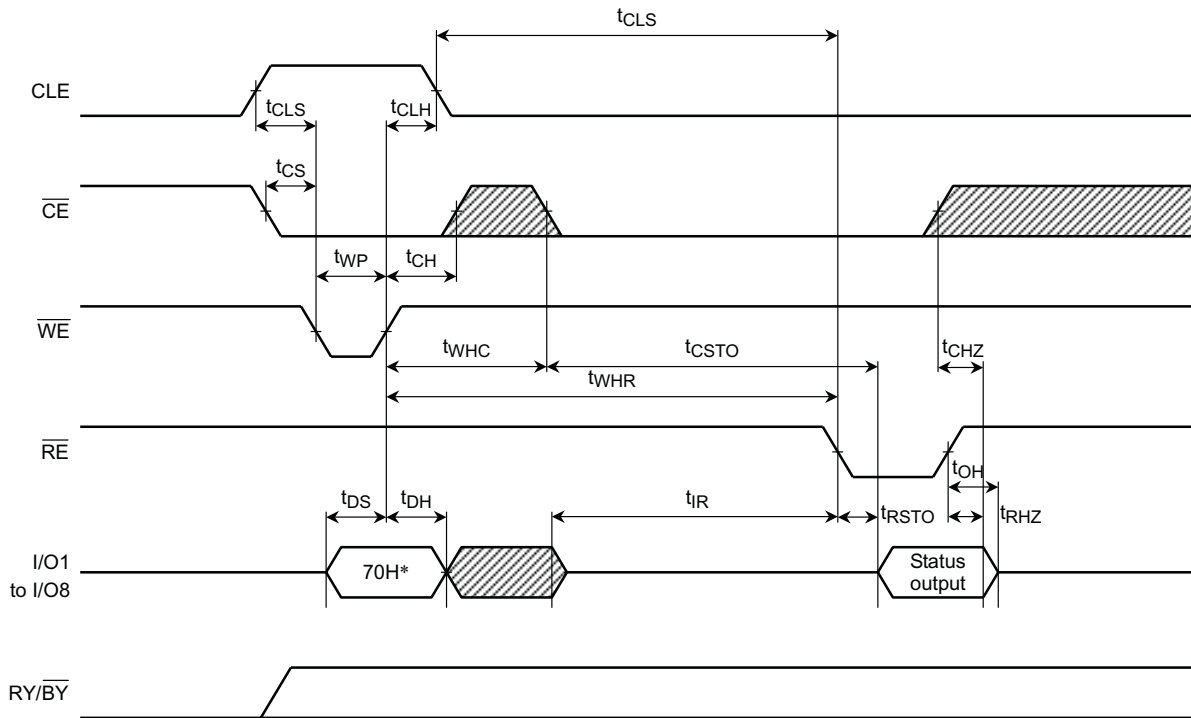 tCLS
CLE
tCLS
tCLH
tCS
CE
tWP
tCH
WE
tWHC
tCSTO
tCHZ
tWHR
RE
tOH
tDS
tDH
tIR
tRSTO
tRHZ
I/O1
to I/O8
70H*
Status
output
RY/BY